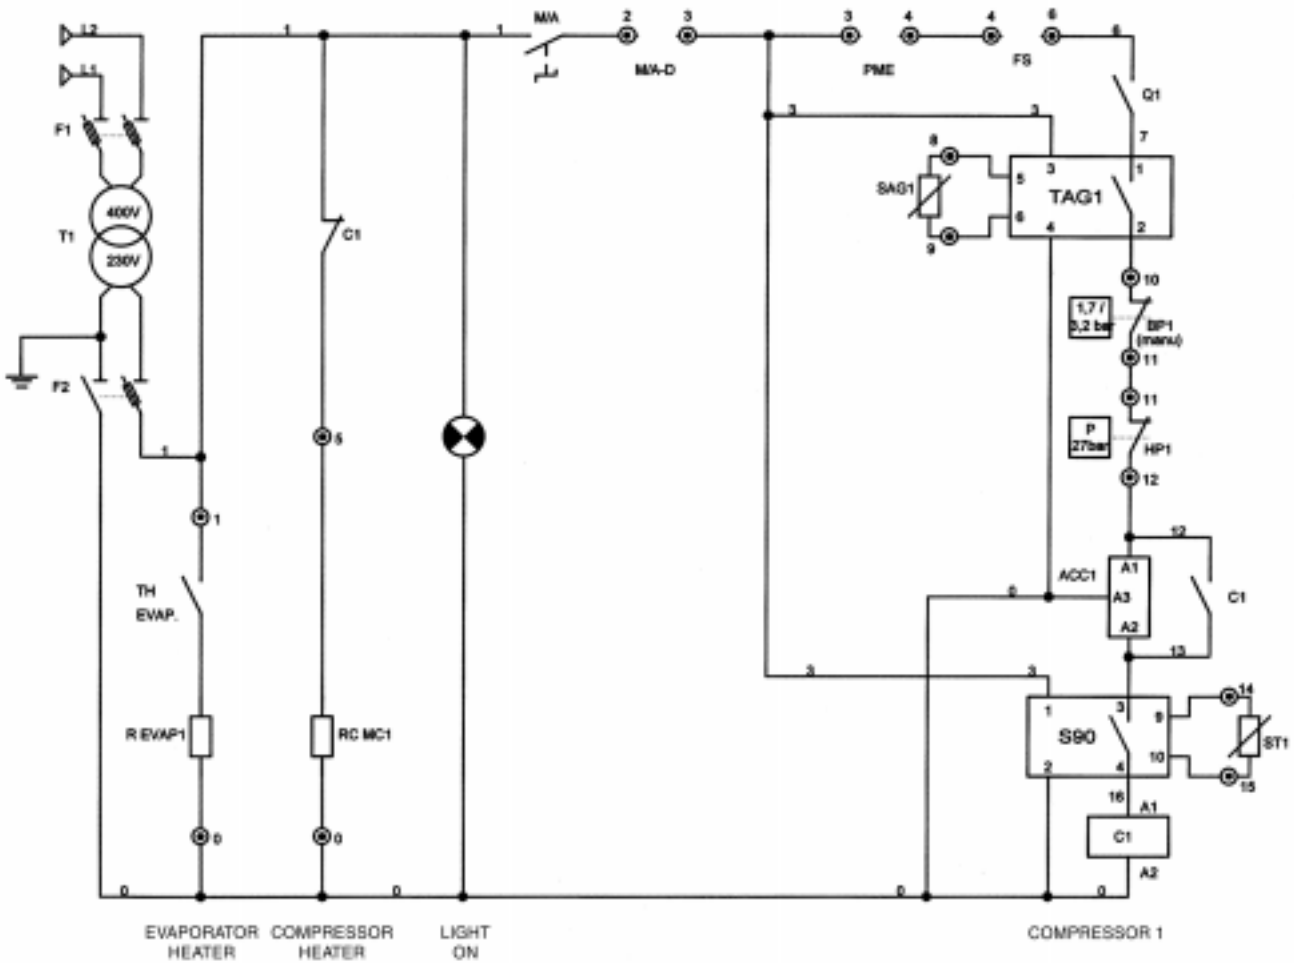 L2
1
1
M/A
2
3
3
4
4
6
6
M/A-D
PME
FS
L1
F1
Q1
3
3
7
8
SAG1
5
3
1
TAG1
6
4
2
9
400V
T1
230V
C1
10
1,7 /
3,2 bar
BP1
(manu)
11
F2
11
P
27bar
HP1
12
5
1
1
12
TH
EVAP.
ACC1
A1
0
A3
C1
A2
13
3
3
14
1
3
9
R EVAP1
RC MC1
S90
ST1
10
2
4
15
16
A1
0
0
C1
A2
0
0
0
0
EVAPORATOR
HEATER
COMPRESSOR
HEATER
LIGHT
ON
COMPRESSOR 1